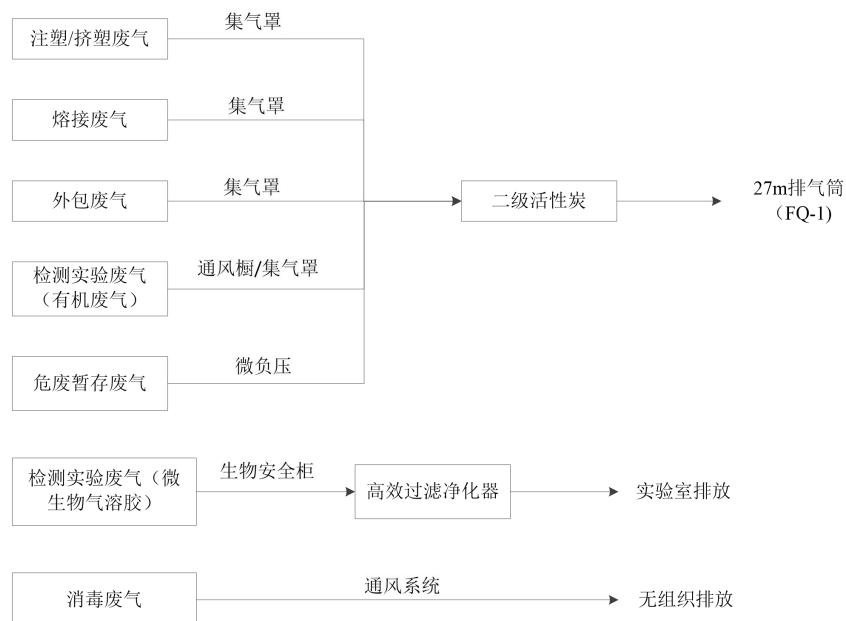 注塑/挤塑废气
集气罩
熔接废气
集气罩
外包废气
集气罩
二级活性炭
27m排气筒
（FQ-1)
检测实验废气
（有机废气）
通风橱/集气罩
危废暂存废气
微负压
检测实验废气（微
生物气溶胶）
生物安全柜
高效过滤净化器
实验室排放
消毒废气
通风系统
无组织排放